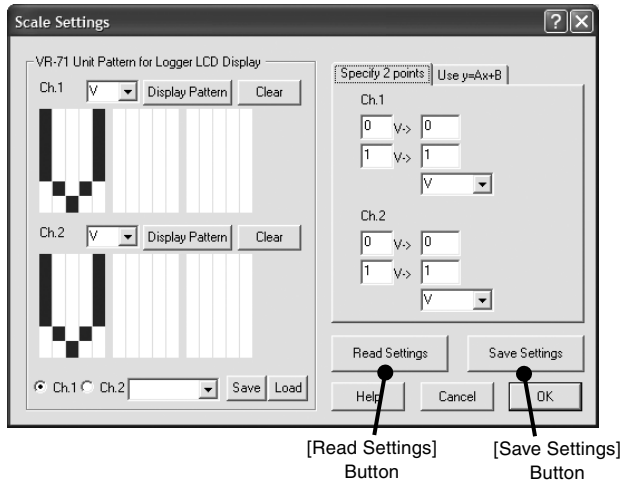 Scale Settings
VR-71 Unit Pattern for Logger LCD Display
Ch.1 V Display Pattern Clear
Ch.2 V Display Pattern Clear
Ch.1 Ch.2 Save Load
Specify 2 points Use y=Ax+B
Ch.1
0 V-> 0
1 V-> 1
V
Ch.2
0 V-> 0
1 V-> 1
V
Read Settings Save Settings
Help Cancel OK
[Read Settings] [Save Settings]
Button Button